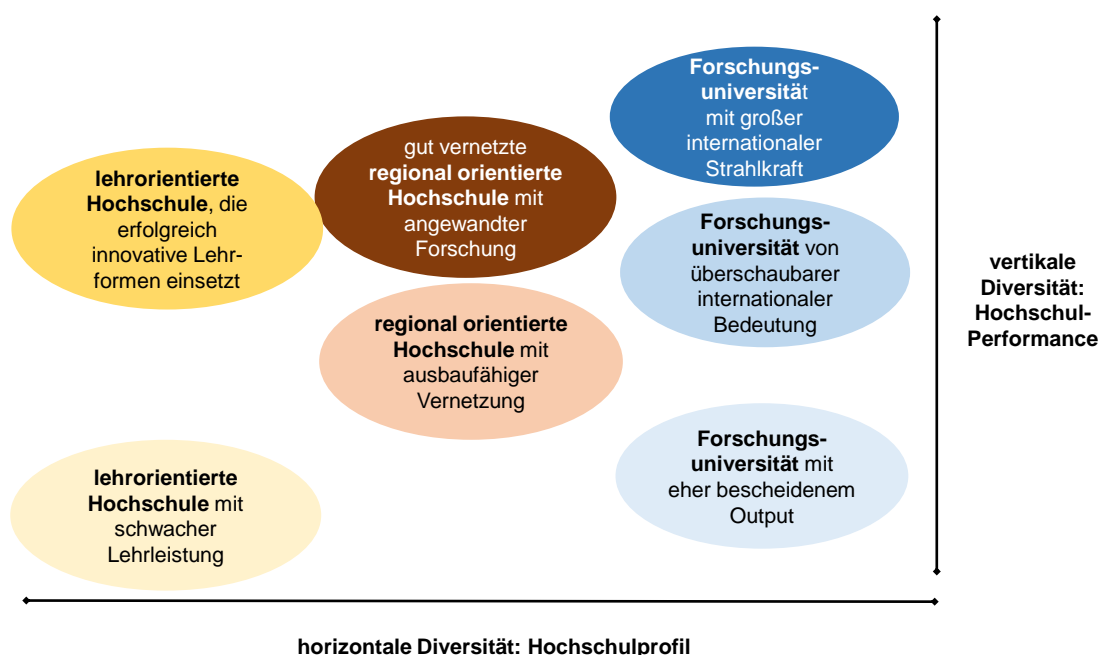 Forschungs-
universität
mit großer
internationaler
Strahlkraft
gut vernetzte
regional orientierte
Hochschule mit
angewandter
Forschung
lehrorientierte
Hochschule, die
erfolgreich
innovative Lehr-
formen einsetzt
Forschungs-
universität von
überschaubarer
internationaler
Bedeutung
vertikale
Diversität:
Hochschul-
Performance
regional orientierte
Hochschule mit
ausbaufähiger
Vernetzung
Forschungs-
universität mit
eher bescheidenem
Output
lehrorientierte
Hochschule mit
schwacher
Lehrleistung
horizontale Diversität: Hochschulprofil